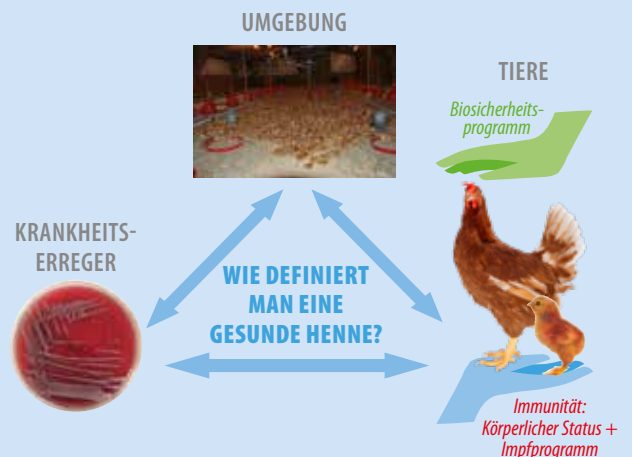 UMGEBUNG
TIERE
Biosicherheits-
programm
KRANKHEITS-
ERREGER
WIE DEFINIERT
MAN EINE
GESUNDE HENNE?
Immunität:
Körperlicher Status +
Impfprogramm